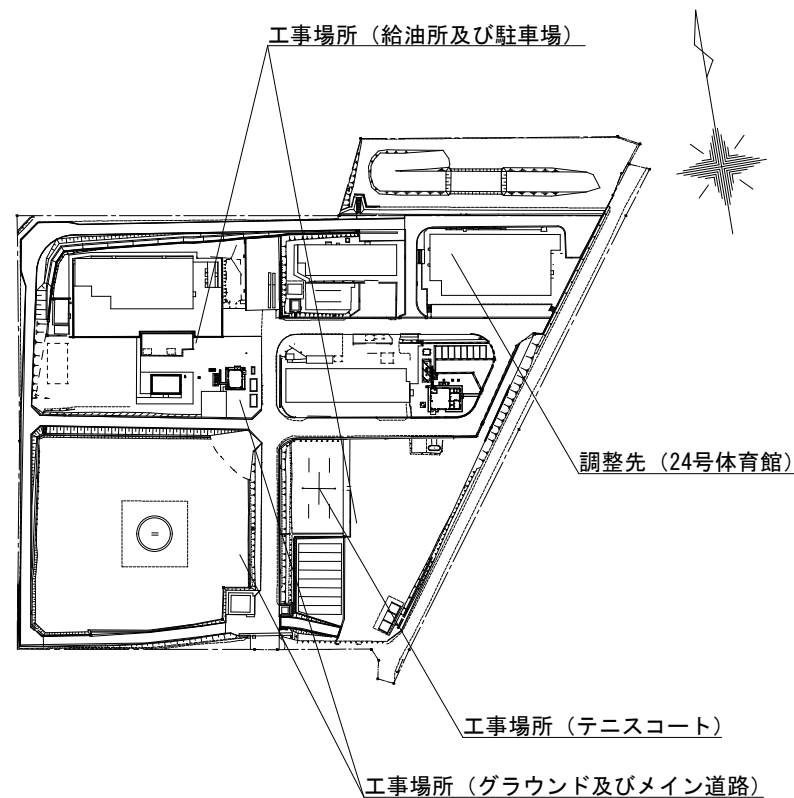 工事場所（給油所及び駐車場）
調整先（24号体育館）
工事場所（テニスコート）
工事場所（グラウンド及びメイン道路）